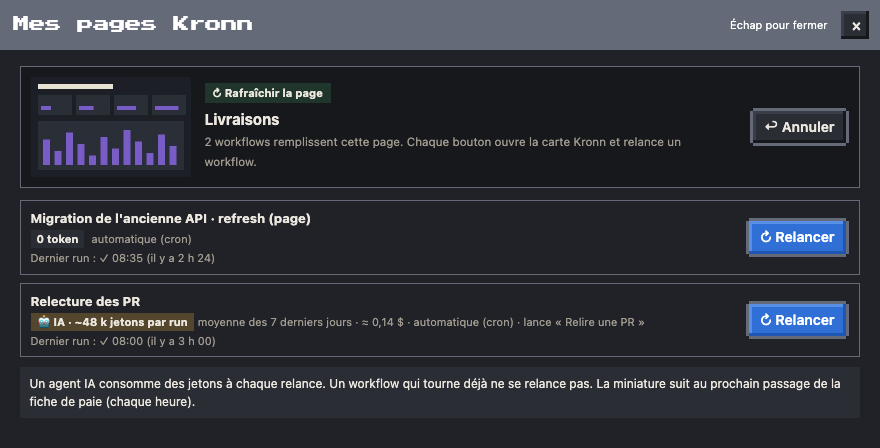 Mes pages Kronn
Échap pour fermer
×
↻ Rafraîchir la page
Livraisons
2 workflows remplissent cette page. Chaque bouton ouvre la carte Kronn et relance un
workflow.
↩ Annuler
Migration de l'ancienne API · refresh (page)
0 token automatique (cron)
Dernier run : ✓ 08:35 (il y a 2 h 24)
↻ Relancer
Relecture des PR
🤖 IA · ~48 k jetons par run moyenne des 7 derniers jours · ≈ 0,14 $ · automatique (cron) · lance « Relire une PR »
Dernier run : ✓ 08:00 (il y a 3 h 00)
↻ Relancer
Un agent IA consomme des jetons à chaque relance. Un workflow qui tourne déjà ne se relance pas. La miniature suit au prochain passage de la
fiche de paie (chaque heure).